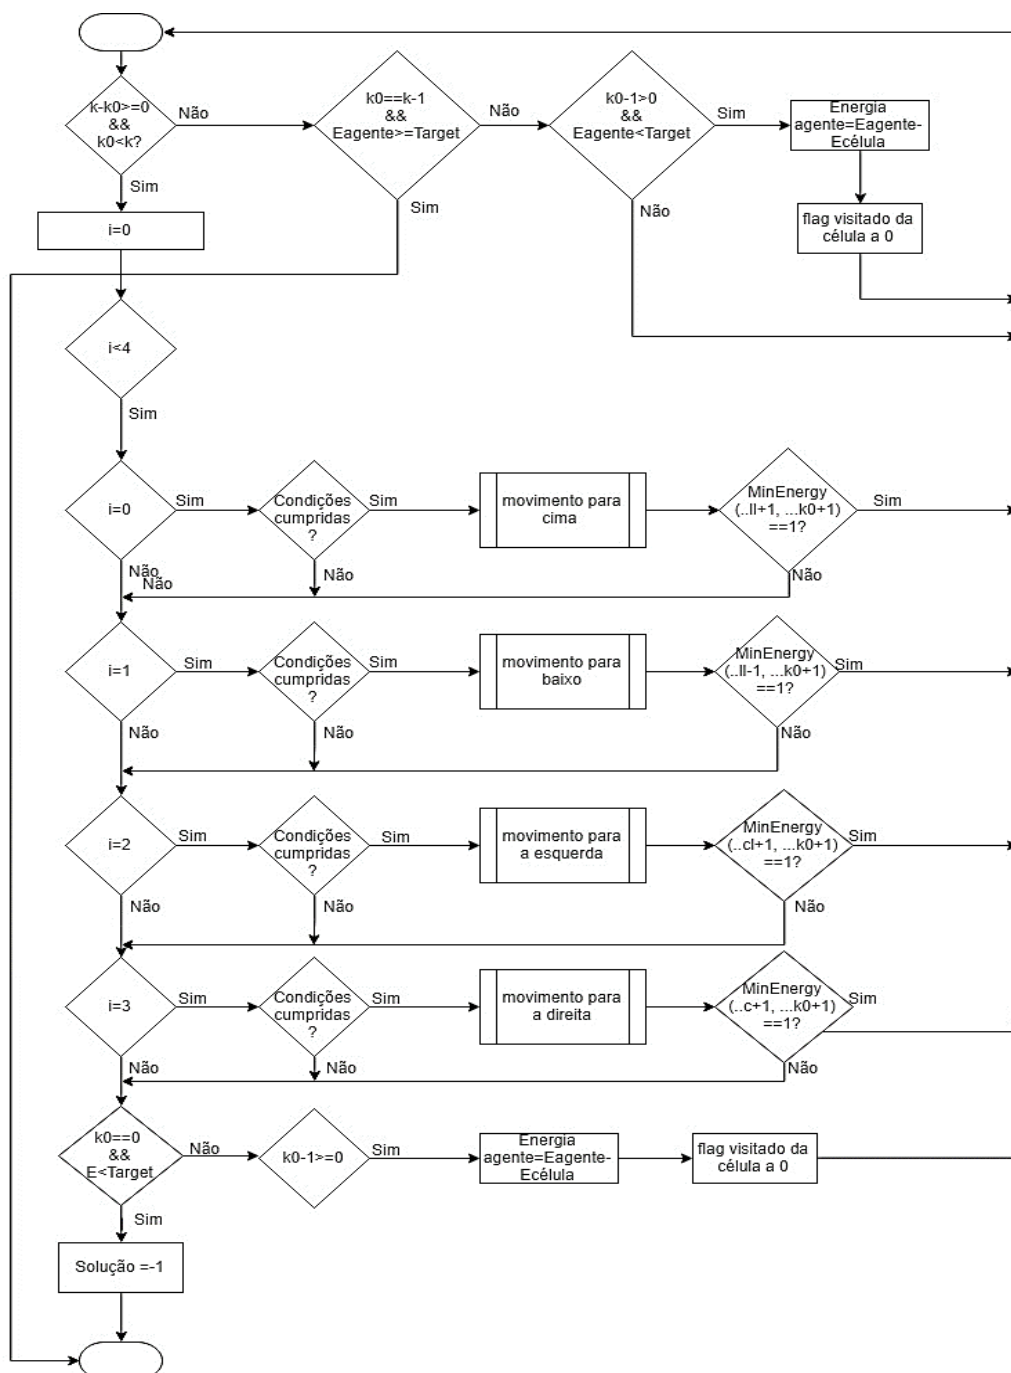 k-k0>=0
&&
k0<k?
Não
k0==k-1
&&
Eagente>=Target
Não
k0-1>0
&&
Eagente<Target
Sim
Energia
agente=Eagente-
Ecélula
Sim
Sim
Não
i=0
flag visitado da
célula a 0
i<4
Sim
i=0
Sim
Condições
cumpridas
?
Sim
movimento para
cima
MinEnergy
(..ll+1, ...k0+1)
==1?
Sim
Não
Não
Não
Não
i=1
Sim
Condições
cumpridas
?
Sim
movimento para
baixo
MinEnergy
(..ll-1, ...k0+1)
==1?
Sim
Não
Não
Não
i=2
Sim
Condições
cumpridas
?
Sim
movimento para
a esquerda
MinEnergy
(..cl+1, ...k0+1)
==1?
Sim
Não
Não
Não
i=3
Sim
Condições
cumpridas
?
Sim
movimento para
a direita
MinEnergy
(..c+1, ...k0+1)
==1?
Sim
Não
Não
Não
k0==0
&&
E<Target
Não
k0-1>=0
Sim
Energia
agente=Eagente-
Ecélula
flag visitado da
célula a 0
Sim
Solução =-1